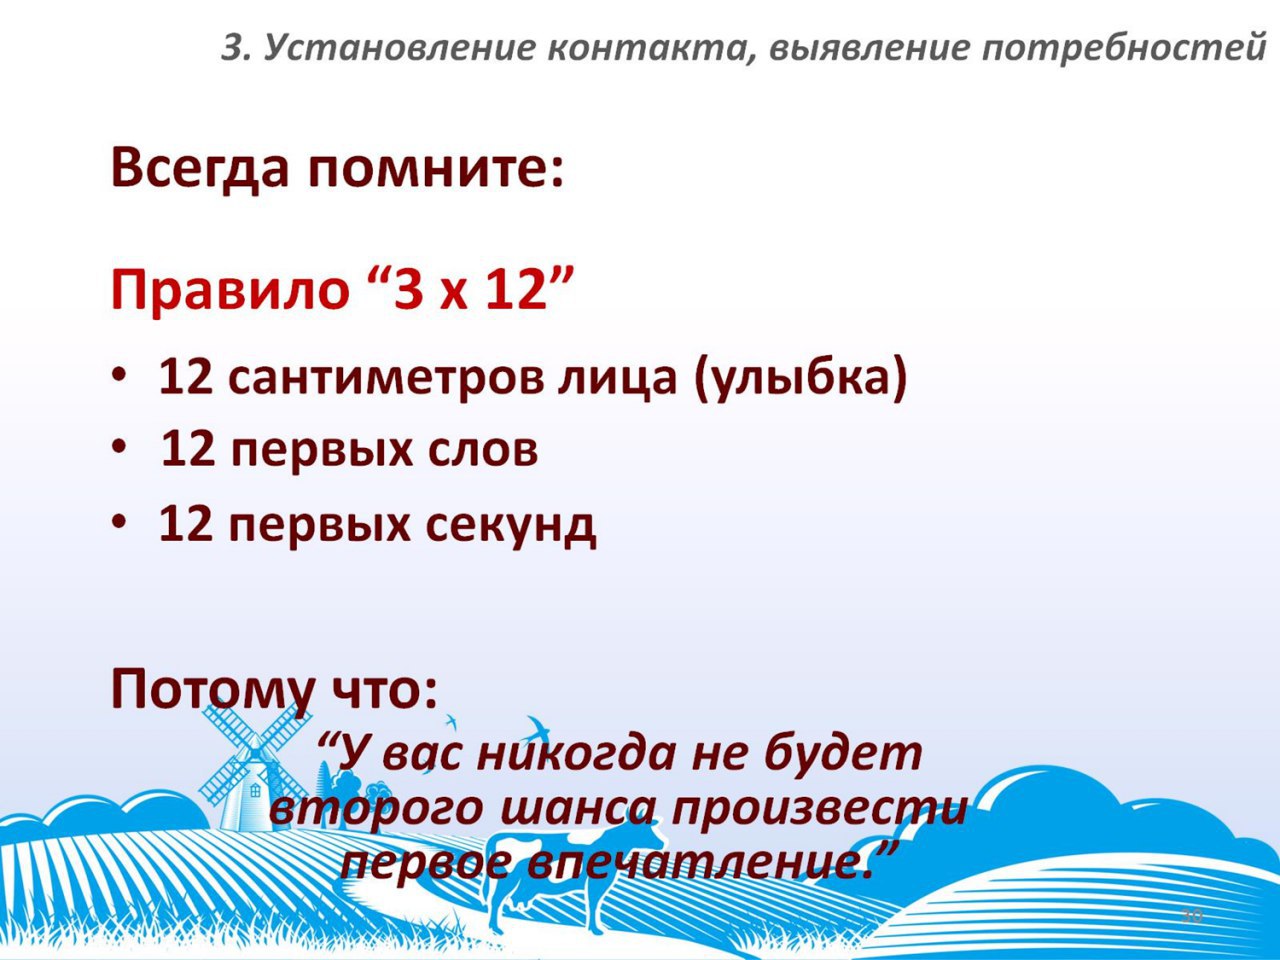 3. Установление контакта, выявление потребностей
Всегда помните:
Правило “3 х 12”
• 12 сантиметров лица (улыбка)
• 12 первых слов
• 12 первых секунд
Потому что:
“У вас никогда не будет
второго шанса произвести
первое впечатление.”
30